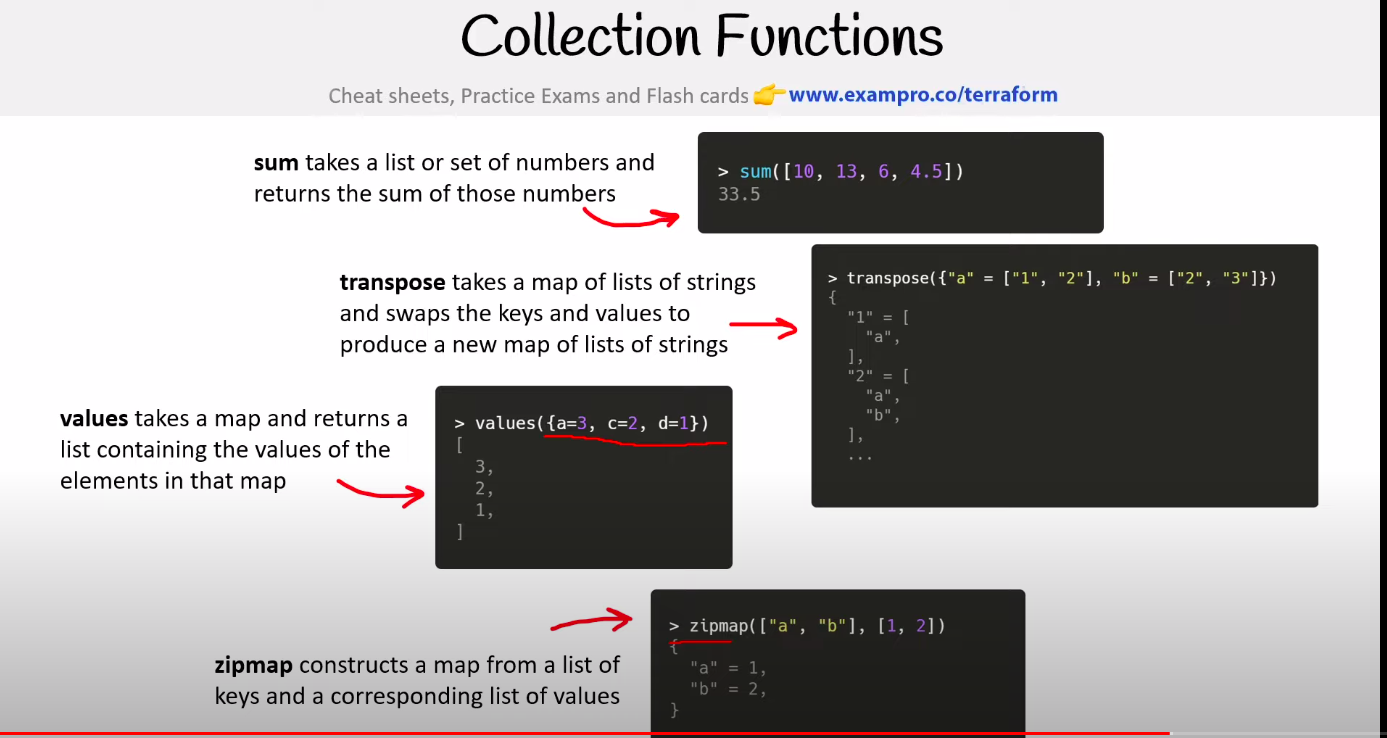 Collection Functions
Cheat sheets, Practice Exams and Flash cards 👉 www.exampro.co/terraform
sum takes a list or set of numbers and
returns the sum of those numbers
> sum([10, 13, 6, 4.5])
33.5
transpose takes a map of lists of strings
and swaps the keys and values to
produce a new map of lists of strings
> transpose({"a" = ["1", "2"], "b" = ["2", "3"]})
{
"1" = [
"a",
],
"2" = [
"a",
"b",
],
...
values takes a map and returns a
list containing the values of the
elements in that map
> values({a=3, c=2, d=1})
[
3,
2,
1,
]
zipmap constructs a map from a list of
keys and a corresponding list of values
> zipmap(["a", "b"], [1, 2])
{
"a" = 1,
"b" = 2,
}